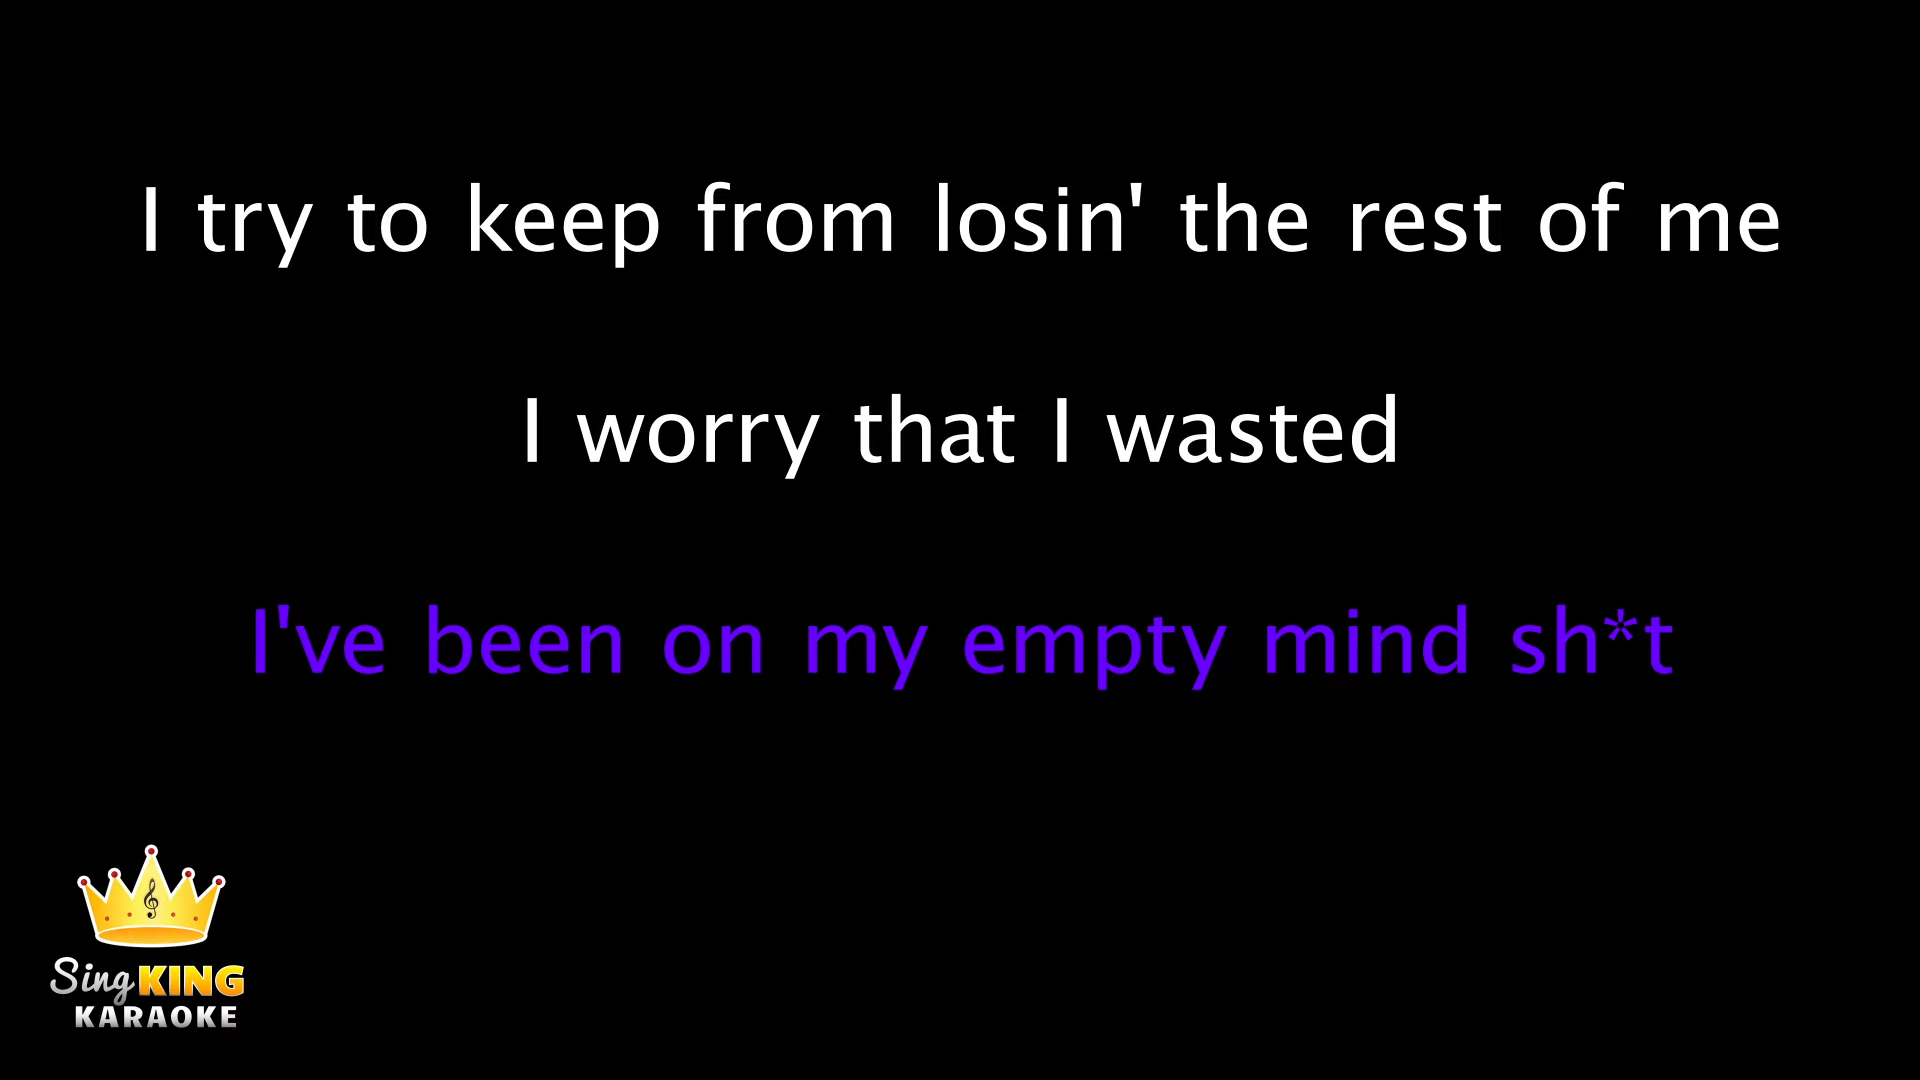 I try to keep from losin' the rest of me
I worry that I wasted
I've been on my empty mind sh*t
Sing KING
KARAOKE